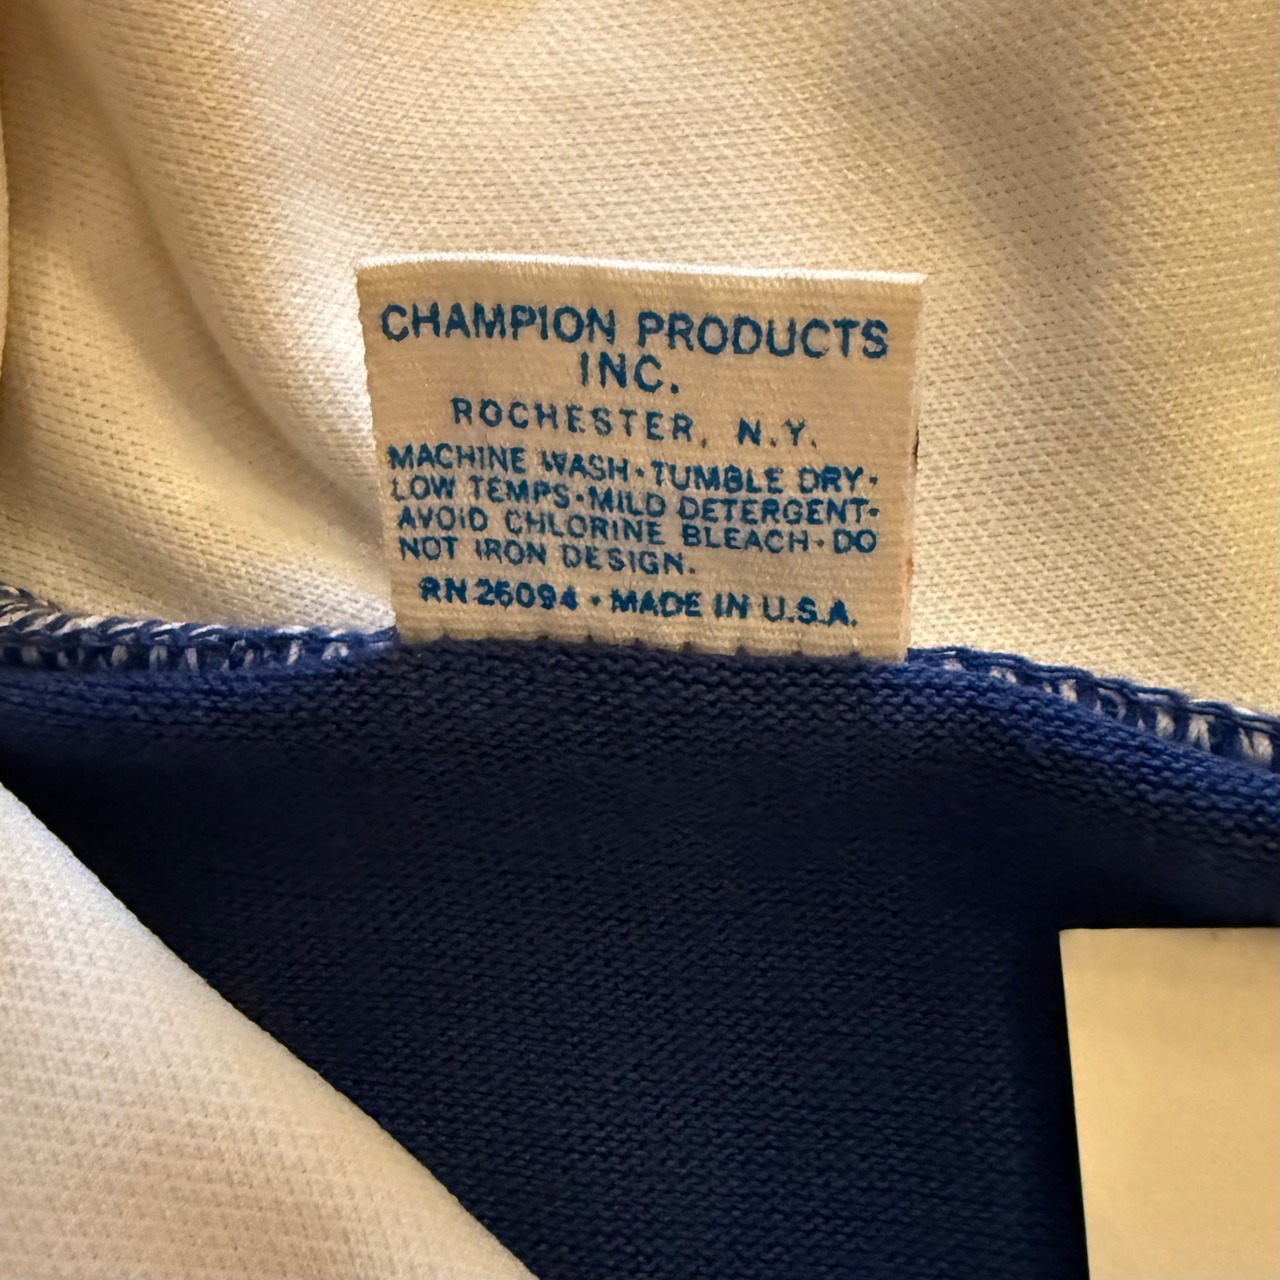 CHAMPION PRODUCTS
INC.
ROCHESTER, N.Y.
MACHINE WASH·TUMBLE DRY·
LOW TEMPS·MILD DETERGENT·
AVOID CHLORINE BLEACH·DO
NOT IRON DESIGN.
RN 26094 · MADE IN U.S.A.